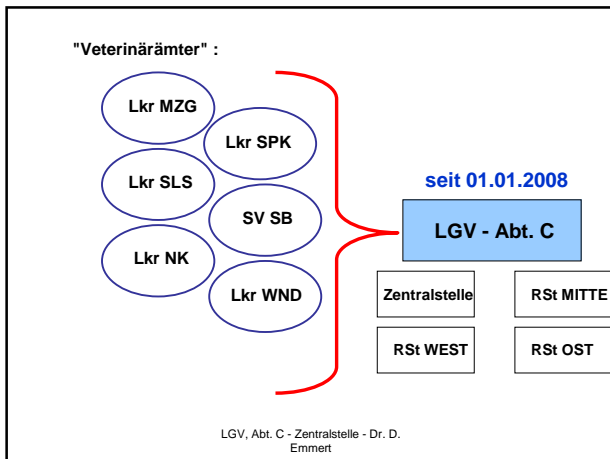 "Veterinärämter" :
Lkr MZG
Lkr SPK
Lkr SLS
SV SB
Lkr NK
Lkr WND
seit 01.01.2008
LGV - Abt. C
Zentralstelle
RSt MITTE
RSt WEST
RSt OST
LGV, Abt. C - Zentralstelle - Dr. D.
Emmert